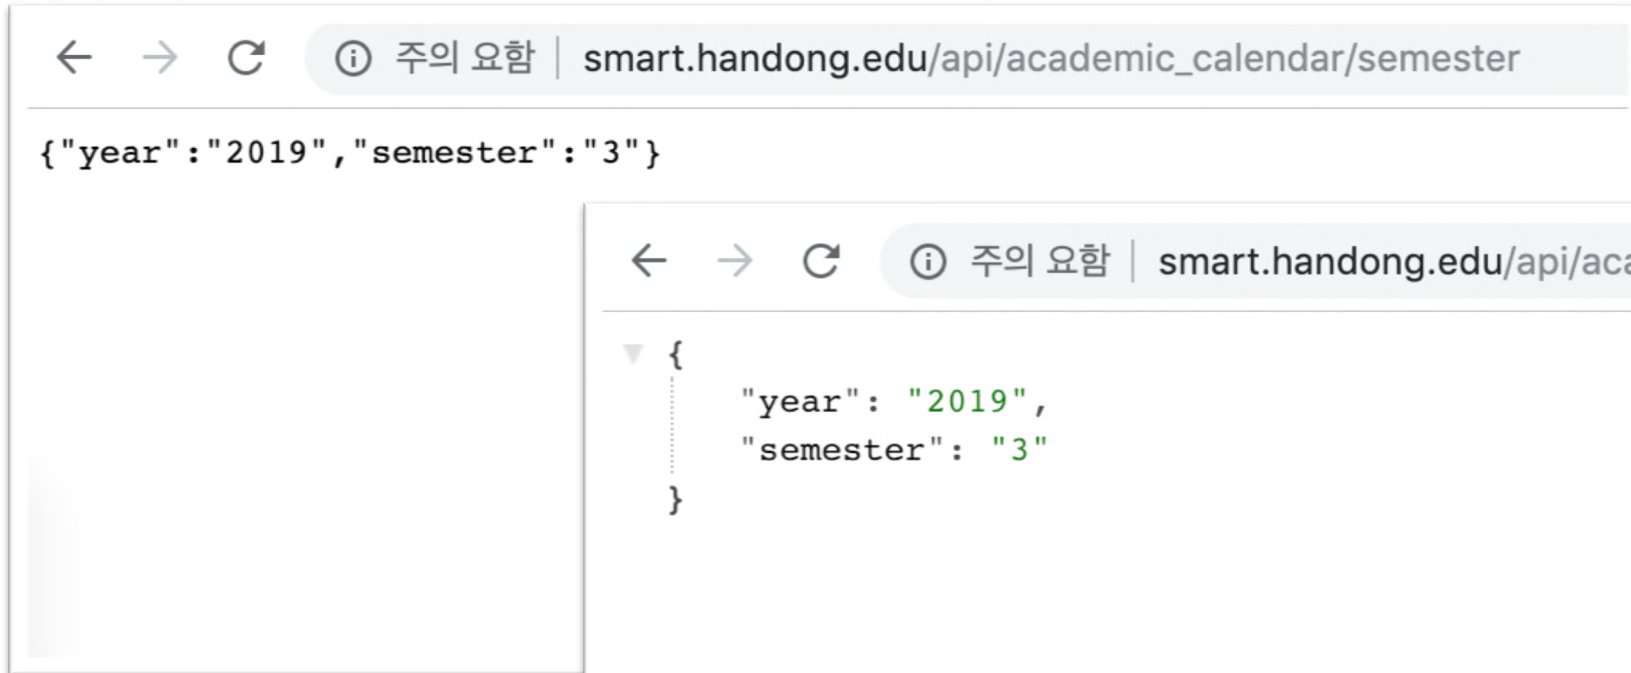 주의 요함 | smart.handong.edu/api/academic_calendar/semester
{"year":"2019","semester":"3"}
주의 요함 | smart.handong.edu/api/aca
{
"year": "2019",
"semester": "3"
}